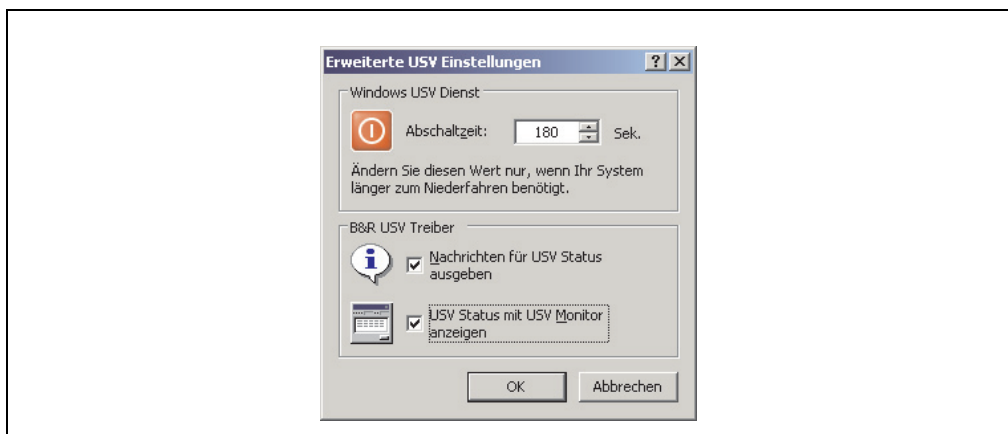 Erweiterte USV Einstellungen
Windows USV Dienst
Abschaltzeit: 180 Sek.
Ändern Sie diesen Wert nur, wenn Ihr System
länger zum Niederfahren benötigt.
B&R USV Treiber
Nachrichten für USV Status
ausgeben
USV Status mit USV Monitor
anzeigen
OK Abbrechen